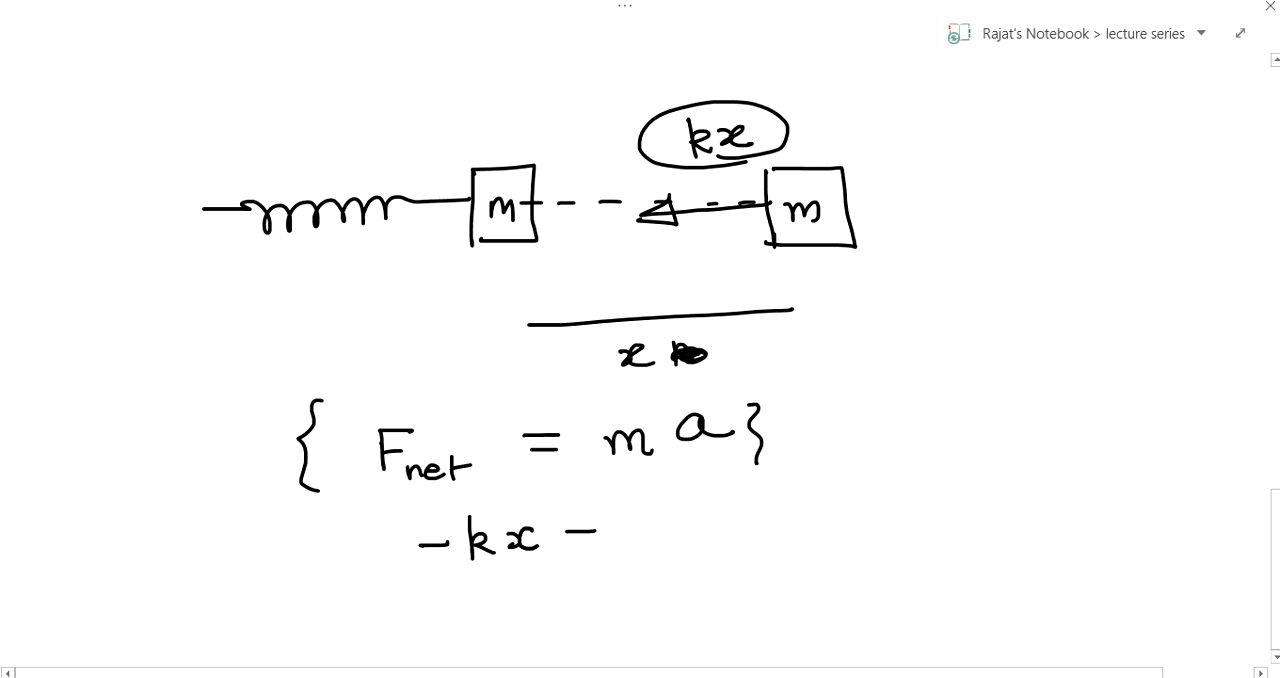 ...
Rajat's Notebook > lecture series
kx
m m
x
{ Fnet = ma }
-kx -